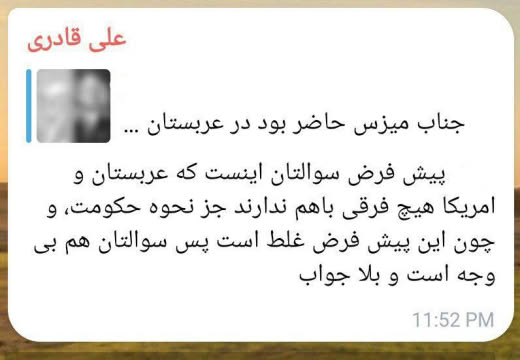 علی قادری
جناب میزس حاضر بود در عربستان ...
پیش فرض سوالتان اینست که عربستان و
امریکا هیچ فرقی باهم ندارند جز نحوه حکومت، و
چون این پیش فرض غلط است پس سوالتان هم بی
وجه است و بلا جواب
11:52 PM